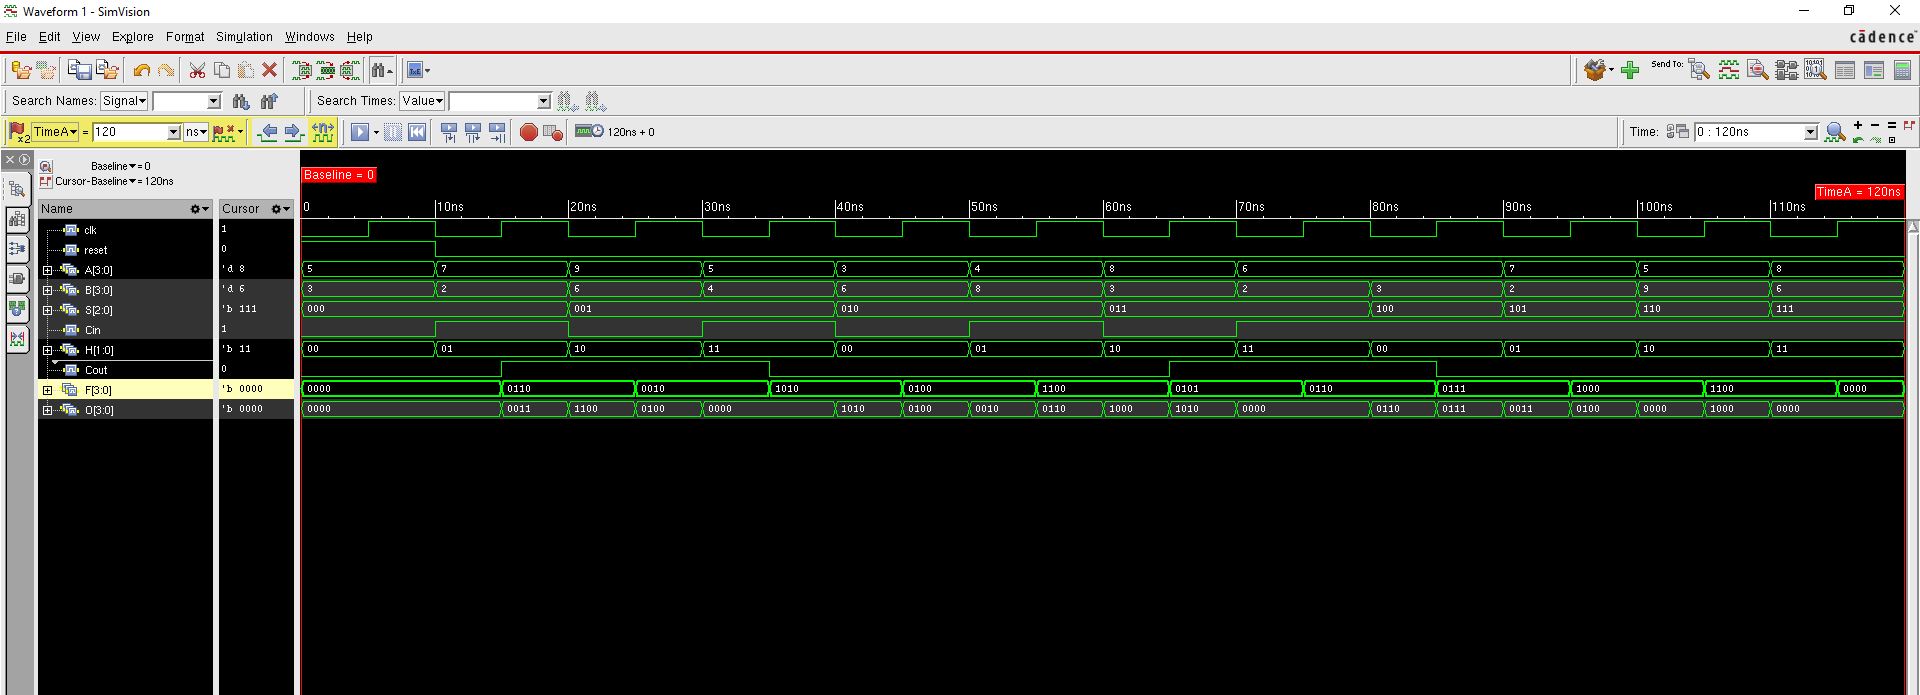 Waveform 1 - SimVision
File Edit View Explore Format Simulation Windows Help
cādence
Send To:
Search Names: Signal Search Times: Value
x2 TimeA = 120 ns 120ns + 0 Time: 0 : 120ns
Baseline = 0
Cursor-Baseline = 120ns
Baseline = 0
TimeA = 120ns
Name Cursor 0 10ns 20ns 30ns 40ns 50ns 60ns 70ns 80ns 90ns 100ns 110ns
clk 1
reset 0
A[3:0] 'd 8 5 7 9 5 3 4 8 6 7 5 8
B[3:0] 'd 6 3 2 6 4 6 8 3 2 3 2 9 6
S[2:0] 'b 111 000 001 010 011 100 101 110 111
Cin 1
H[1:0] 'b 11 00 01 10 11 00 01 10 11 00 01 10 11
Cout 0
F[3:0] 'b 0000 0000 0110 0010 1010 0100 1100 0101 0110 0111 1000 1100 0000
O[3:0] 'b 0000 0000 0011 1100 0100 0000 1010 0100 0010 0110 1000 1010 0000 0110 0111 0011 0100 0000 1000 0000